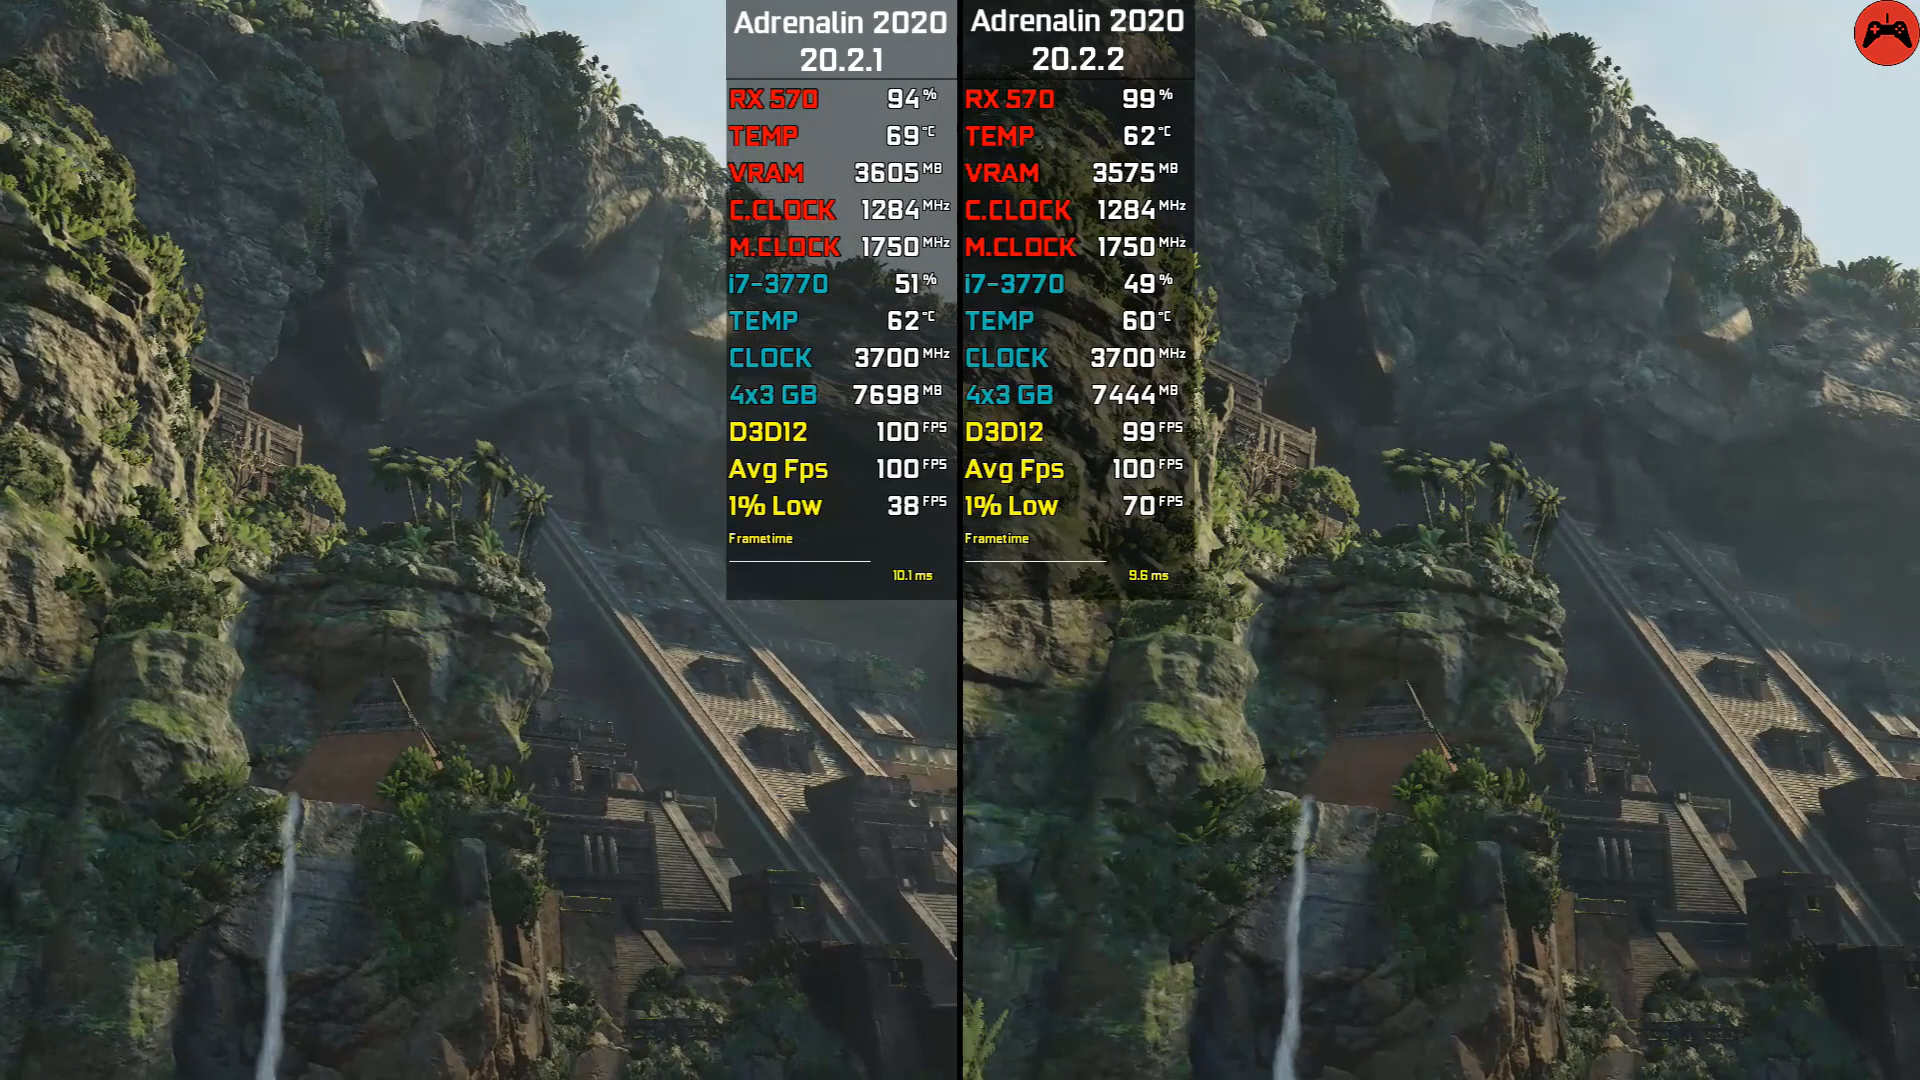 Adrenalin 2020
20.2.1
RX 570 94 %
TEMP 69 °C
VRAM 3605 MB
C.CLOCK 1284 MHz
M.CLOCK 1750 MHz
i7-3770 51 %
TEMP 62 °C
CLOCK 3700 MHz
4x3 GB 7698 MB
D3D12 100 FPS
Avg Fps 100 FPS
1% Low 38 FPS
Frametime
10.1 ms
Adrenalin 2020
20.2.2
RX 570 99 %
TEMP 62 °C
VRAM 3575 MB
C.CLOCK 1284 MHz
M.CLOCK 1750 MHz
i7-3770 49 %
TEMP 60 °C
CLOCK 3700 MHz
4x3 GB 7444 MB
D3D12 99 FPS
Avg Fps 100 FPS
1% Low 70 FPS
Frametime
9.6 ms